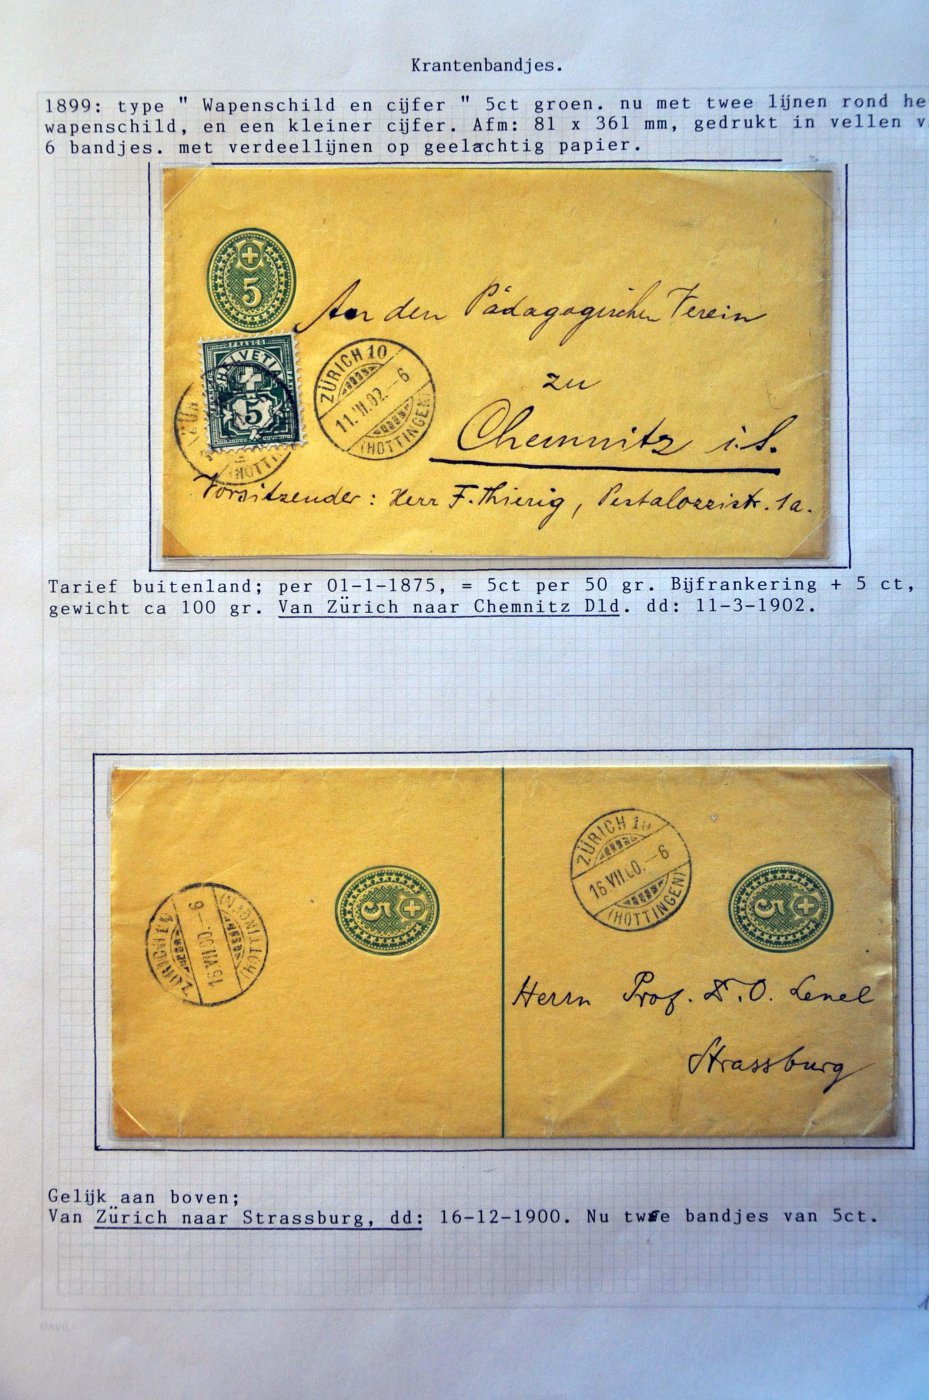 Krantenbandjes.
1899: type " Wapenschild en cijfer " 5ct groen. nu met twee lijnen rond he
wapenschild, en een kleiner cijfer. Afm: 81 x 361 mm, gedrukt in vellen v
6 bandjes. met verdeellijnen op geelachtig papier.
5
An den Pädagogischen Verein
FRANCO
HELVETIA
5
ZÜRICH 10
11.III.02.–6
(HOTTINGEN)
zu
Chemnitz i.S.
Vorsitzender: Herr F. Thierig, Pestalozzistr. 1a.
Tarief buitenland; per 01-1-1875, = 5ct per 50 gr. Bijfrankering + 5 ct,
gewicht ca 100 gr. Van Zürich naar Chemnitz Dld. dd: 11-3-1902.
ZÜRICH 10
16.VII.00.–6
(HOTTINGEN)
5
ZÜRICH 10
16 VII.00.–6
(HOTTINGEN)
5
Herrn Prof. Dr. O. Lenel
Strassburg
Gelijk aan boven;
Van Zürich naar Strassburg, dd: 16-12-1900. Nu twee bandjes van 5ct.